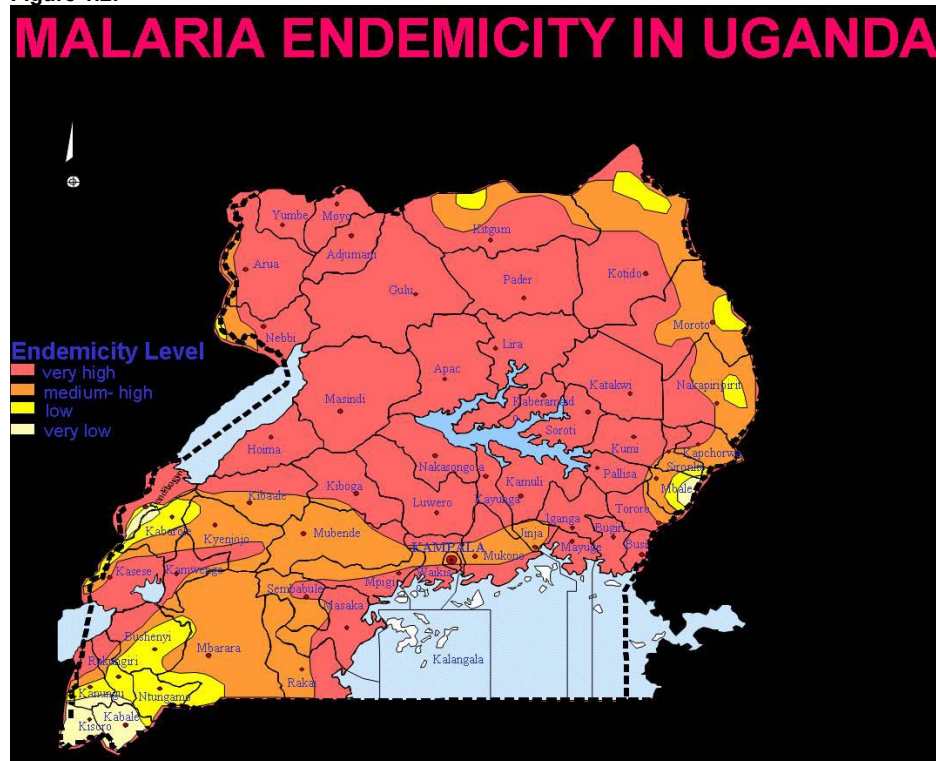 MALARIA ENDEMICITY IN UGANDA
Yumbe
Moyo
Adjumani
Kitgum
Arua
Kotido
Pader
Gulu
Moroto
Nebbi
Lira
Endemicity Level
very high
medium- high
low
very low
Apac
Katakwi
Nakapiripirit
Masindi
Kaberamaid
o
Soroti
Kumi
Hoima
Kapchorwa
Sironko
Nakasongola
Pallisa
Kamuli
Mbale
Kiboga
Kayunga
Kibaale
Luwero
Tororo
Iganga
Kabarole
Bugiri
Kyenjojo
Mubende
Jinja
KAMPALA
Mukono
Mayuge
Busi
Kasese
Kamwenge
Mpigi
Wakis
o
Sembabule
Masaka
Bushenyi
Mbarara
Kalangala
Rukungiri
Rakai
Kanungu
Ntungamo
Kabale
Kisoro